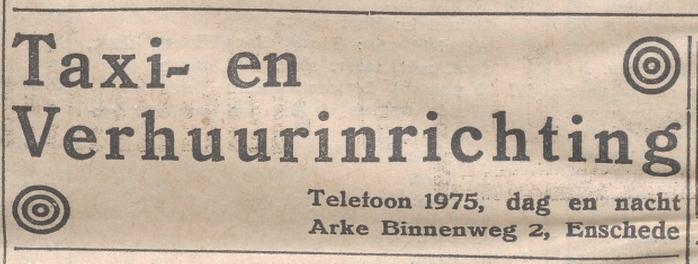 Taxi- en
Verhuurinrichting
Telefoon 1975, dag en nacht
Arke Binnenweg 2, Enschede